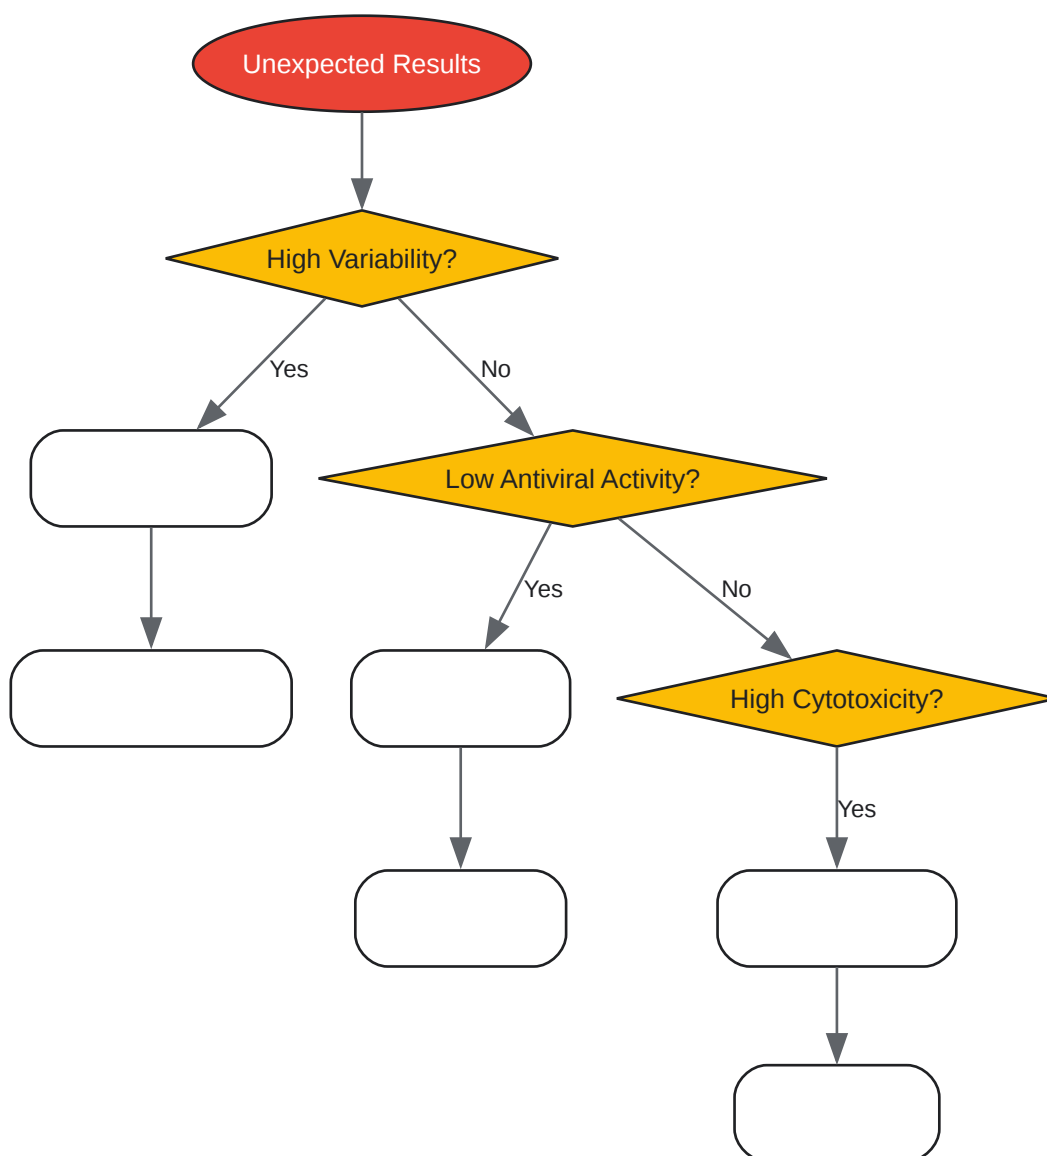 Unexpected Results
High Variability?
Yes
No
Low Antiviral Activity?
Yes
No
High Cytotoxicity?
Yes